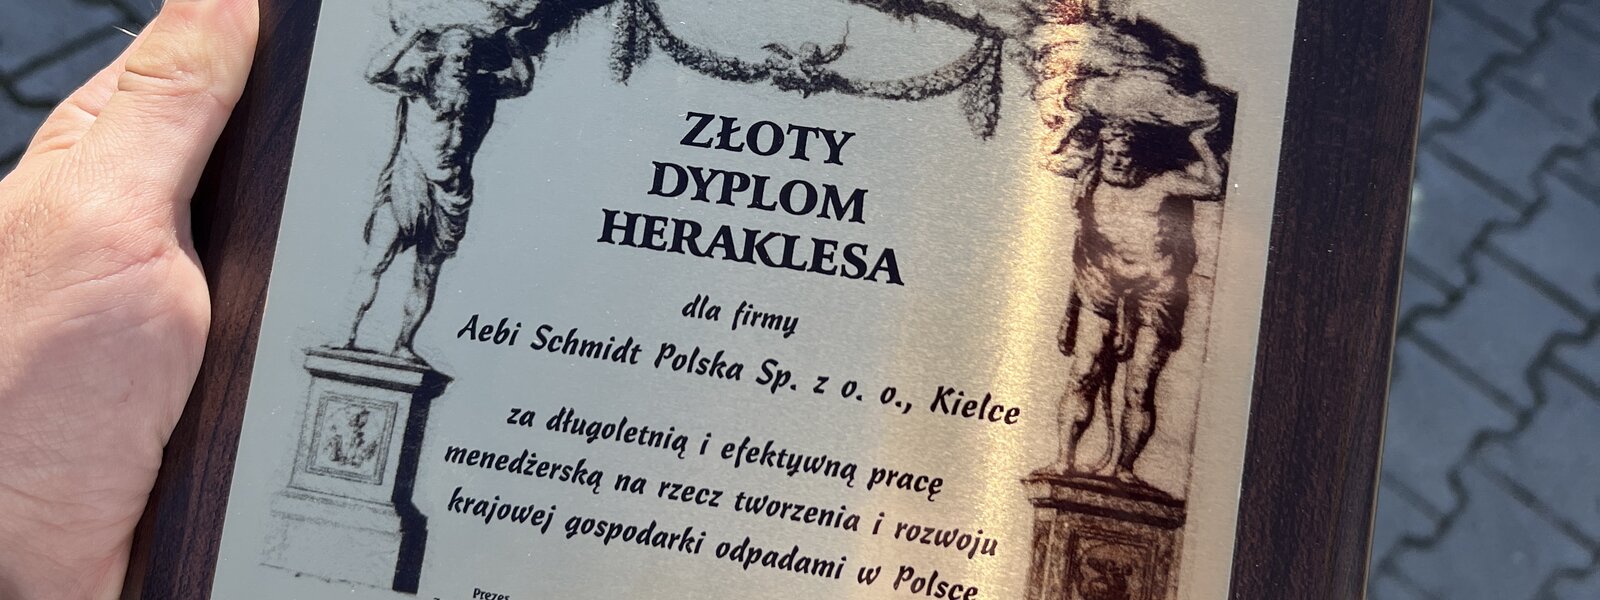 ZŁOTY
DYPLOM
HERAKLESA
dla firmy
Aebi Schmidt Polska Sp. z o. o., Kielce
za długoletnią i efektywną pracę
menedżerską na rzecz tworzenia i rozwoju
krajowej gospodarki odpadami w Polsce
Prezes